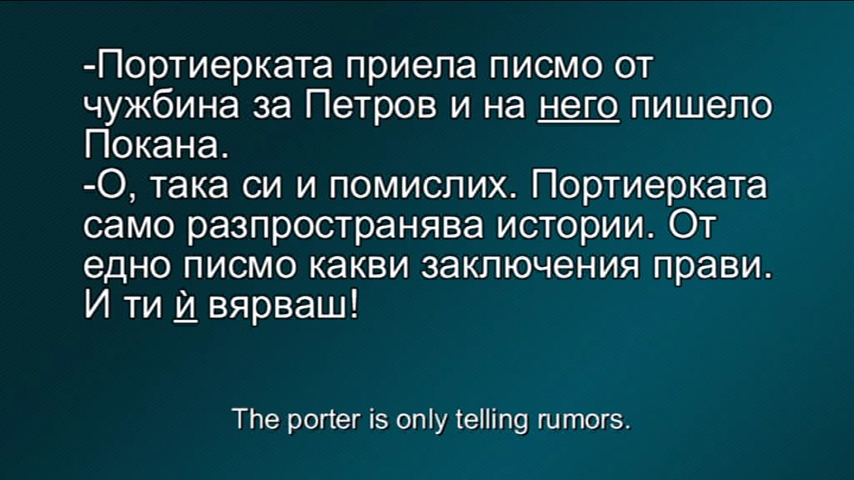 -Портиерката приела писмо от
чужбина за Петров и на него пишело
Покана.
-О, така си и помислих. Портиерката
само разпространява истории. От
едно писмо какви заключения прави.
И ти ѝ вярваш!
The porter is only telling rumors.